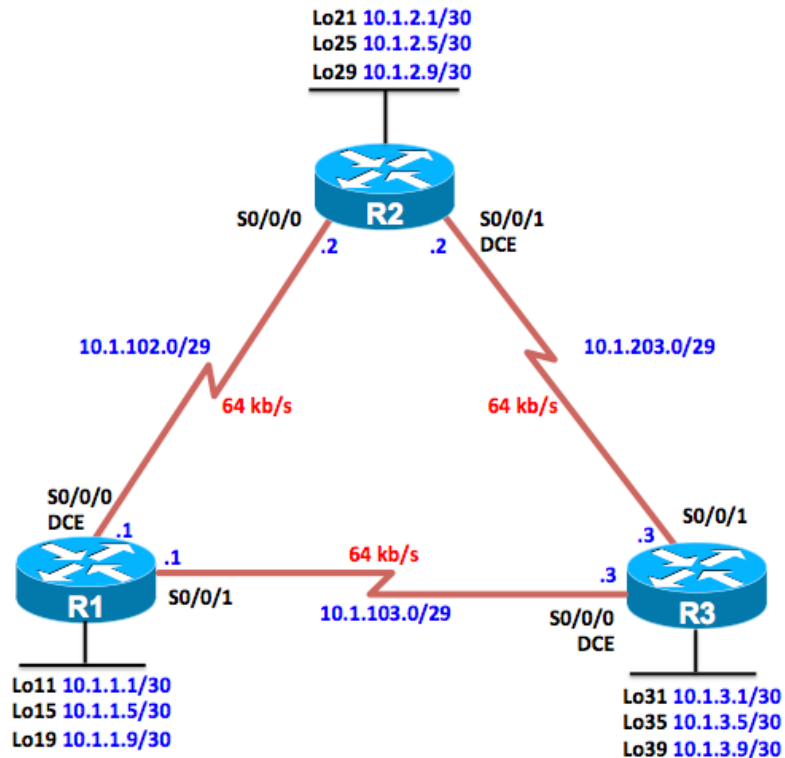 Lo21 10.1.2.1/30
Lo25 10.1.2.5/30
Lo29 10.1.2.9/30
R2
S0/0/0
S0/0/1
DCE
.2
.2
10.1.102.0/29
10.1.203.0/29
64 kb/s
64 kb/s
S0/0/0
DCE
.1
S0/0/1
.3
.1
64 kb/s
.3
R1
S0/0/1
10.1.103.0/29
S0/0/0
DCE
R3
Lo11 10.1.1.1/30
Lo15 10.1.1.5/30
Lo19 10.1.1.9/30
Lo31 10.1.3.1/30
Lo35 10.1.3.5/30
Lo39 10.1.3.9/30